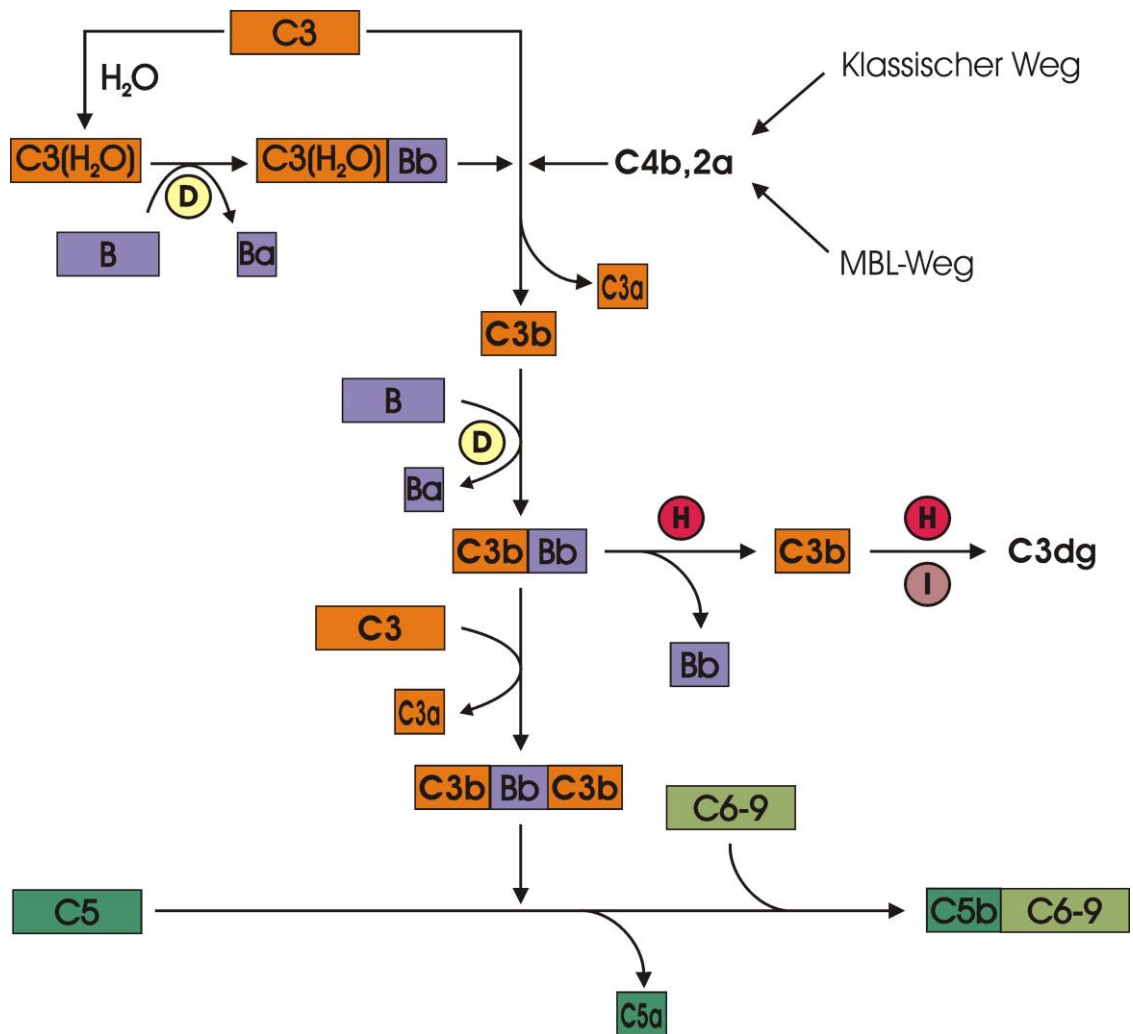 C3
H₂O
Klassischer Weg
C3(H₂O)
C3(H₂O) Bb
C4b,2a
D
B
Ba
MBL-Weg
C3a
C3b
B
D
Ba
C3b Bb
H
C3b
H
I
C3dg
C3
Bb
C3a
C3b Bb C3b
C6-9
C5
C5b C6-9
C5a